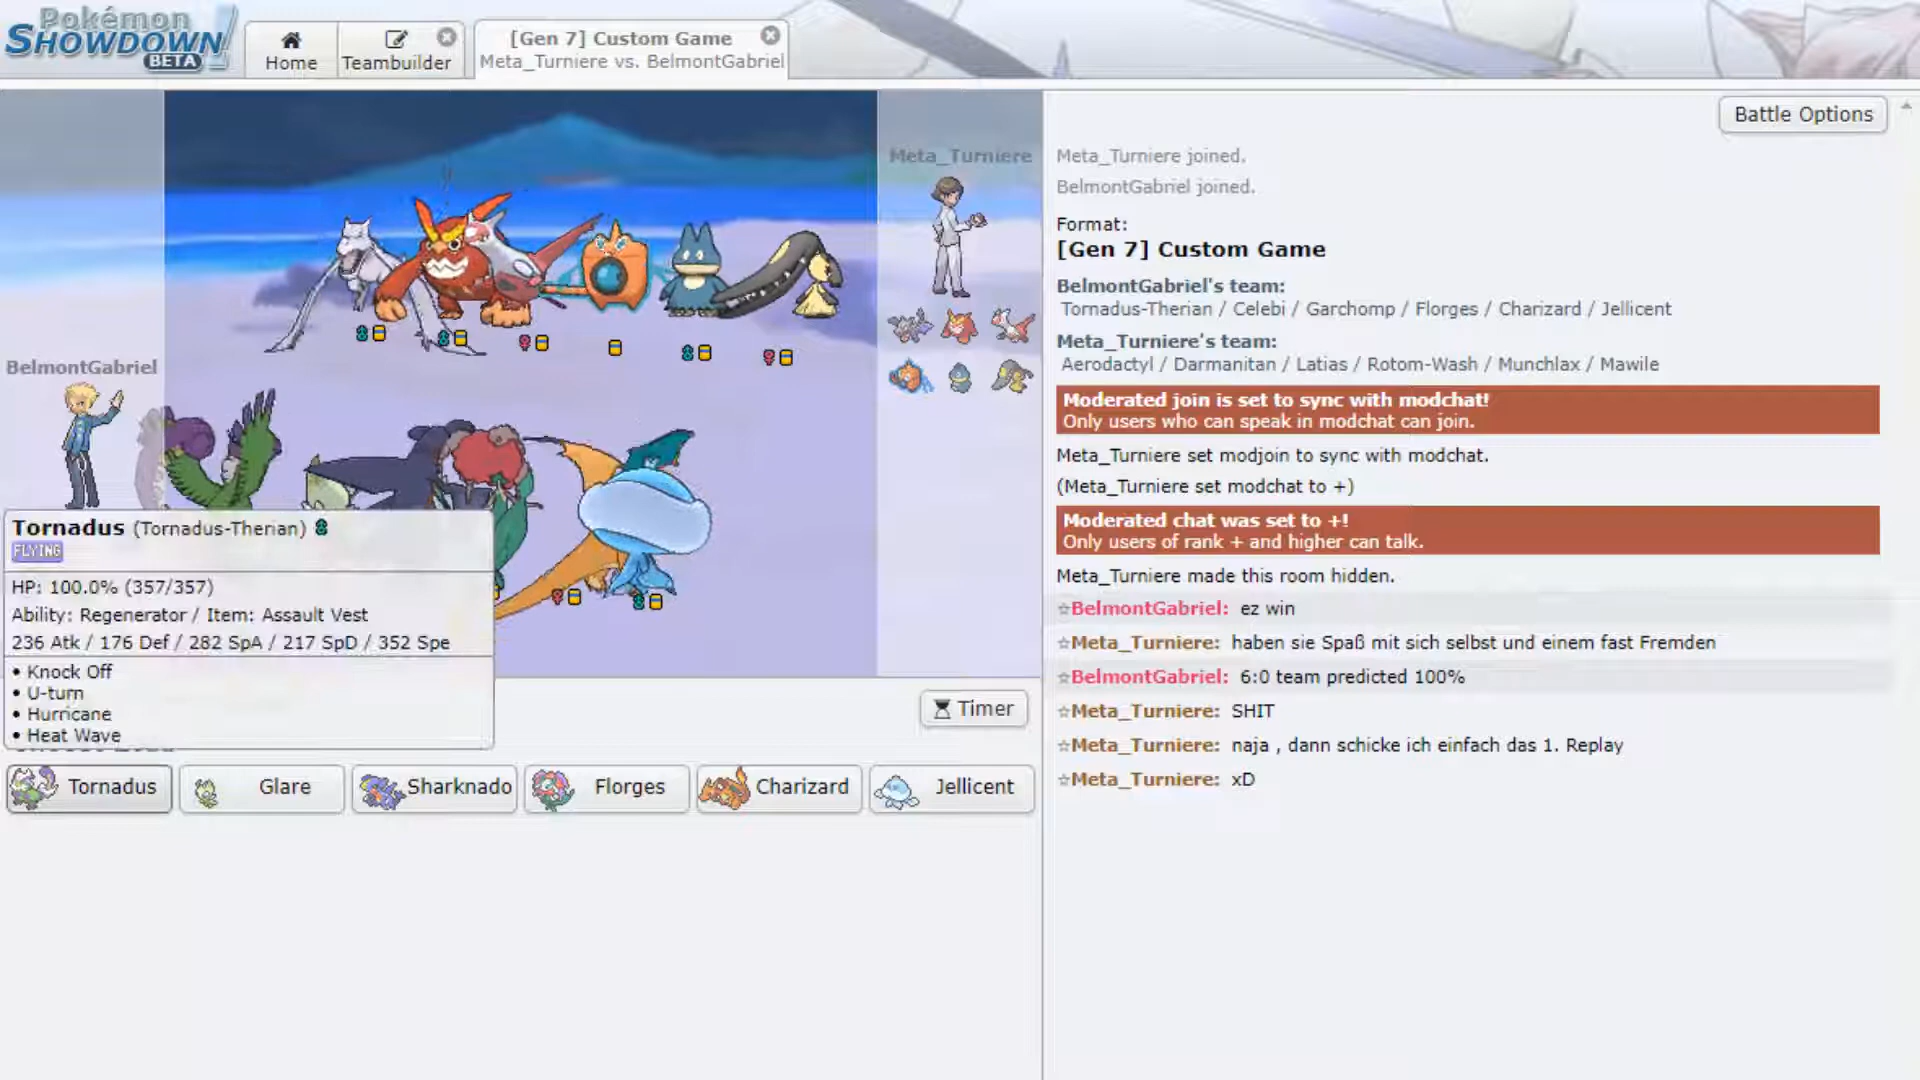 Pokémon
SHOWDOWN!
BETA
Home
Teambuilder
[Gen 7] Custom Game
Meta_Turniere vs. BelmontGabriel
Battle Options
Meta_Turniere
BelmontGabriel
Tornadus (Tornadus-Therian)
FLYING
HP: 100.0% (357/357)
Ability: Regenerator / Item: Assault Vest
236 Atk / 176 Def / 282 SpA / 217 SpD / 352 Spe
• Knock Off
• U-turn
• Hurricane
• Heat Wave
Timer
Tornadus
Glare
Sharknado
Florges
Charizard
Jellicent
Meta_Turniere joined.
BelmontGabriel joined.
Format:
[Gen 7] Custom Game
BelmontGabriel's team:
Tornadus-Therian / Celebi / Garchomp / Florges / Charizard / Jellicent
Meta_Turniere's team:
Aerodactyl / Darmanitan / Latias / Rotom-Wash / Munchlax / Mawile
Moderated join is set to sync with modchat!
Only users who can speak in modchat can join.
Meta_Turniere set modjoin to sync with modchat.
(Meta_Turniere set modchat to +)
Moderated chat was set to +!
Only users of rank + and higher can talk.
Meta_Turniere made this room hidden.
☆BelmontGabriel: ez win
☆Meta_Turniere: haben sie Spaß mit sich selbst und einem fast Fremden
☆BelmontGabriel: 6:0 team predicted 100%
☆Meta_Turniere: SHIT
☆Meta_Turniere: naja , dann schicke ich einfach das 1. Replay
☆Meta_Turniere: xD